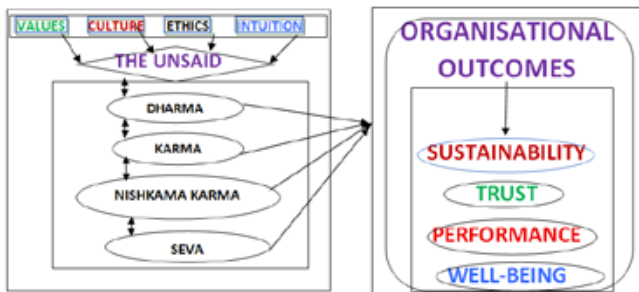 VALUES CULTURE ETHICS INTUITION
THE UNSAID
DHARMA
KARMA
NISHKAMA KARMA
SEVA
ORGANISATIONAL
OUTCOMES
SUSTAINABILITY
TRUST
PERFORMANCE
WELL-BEING